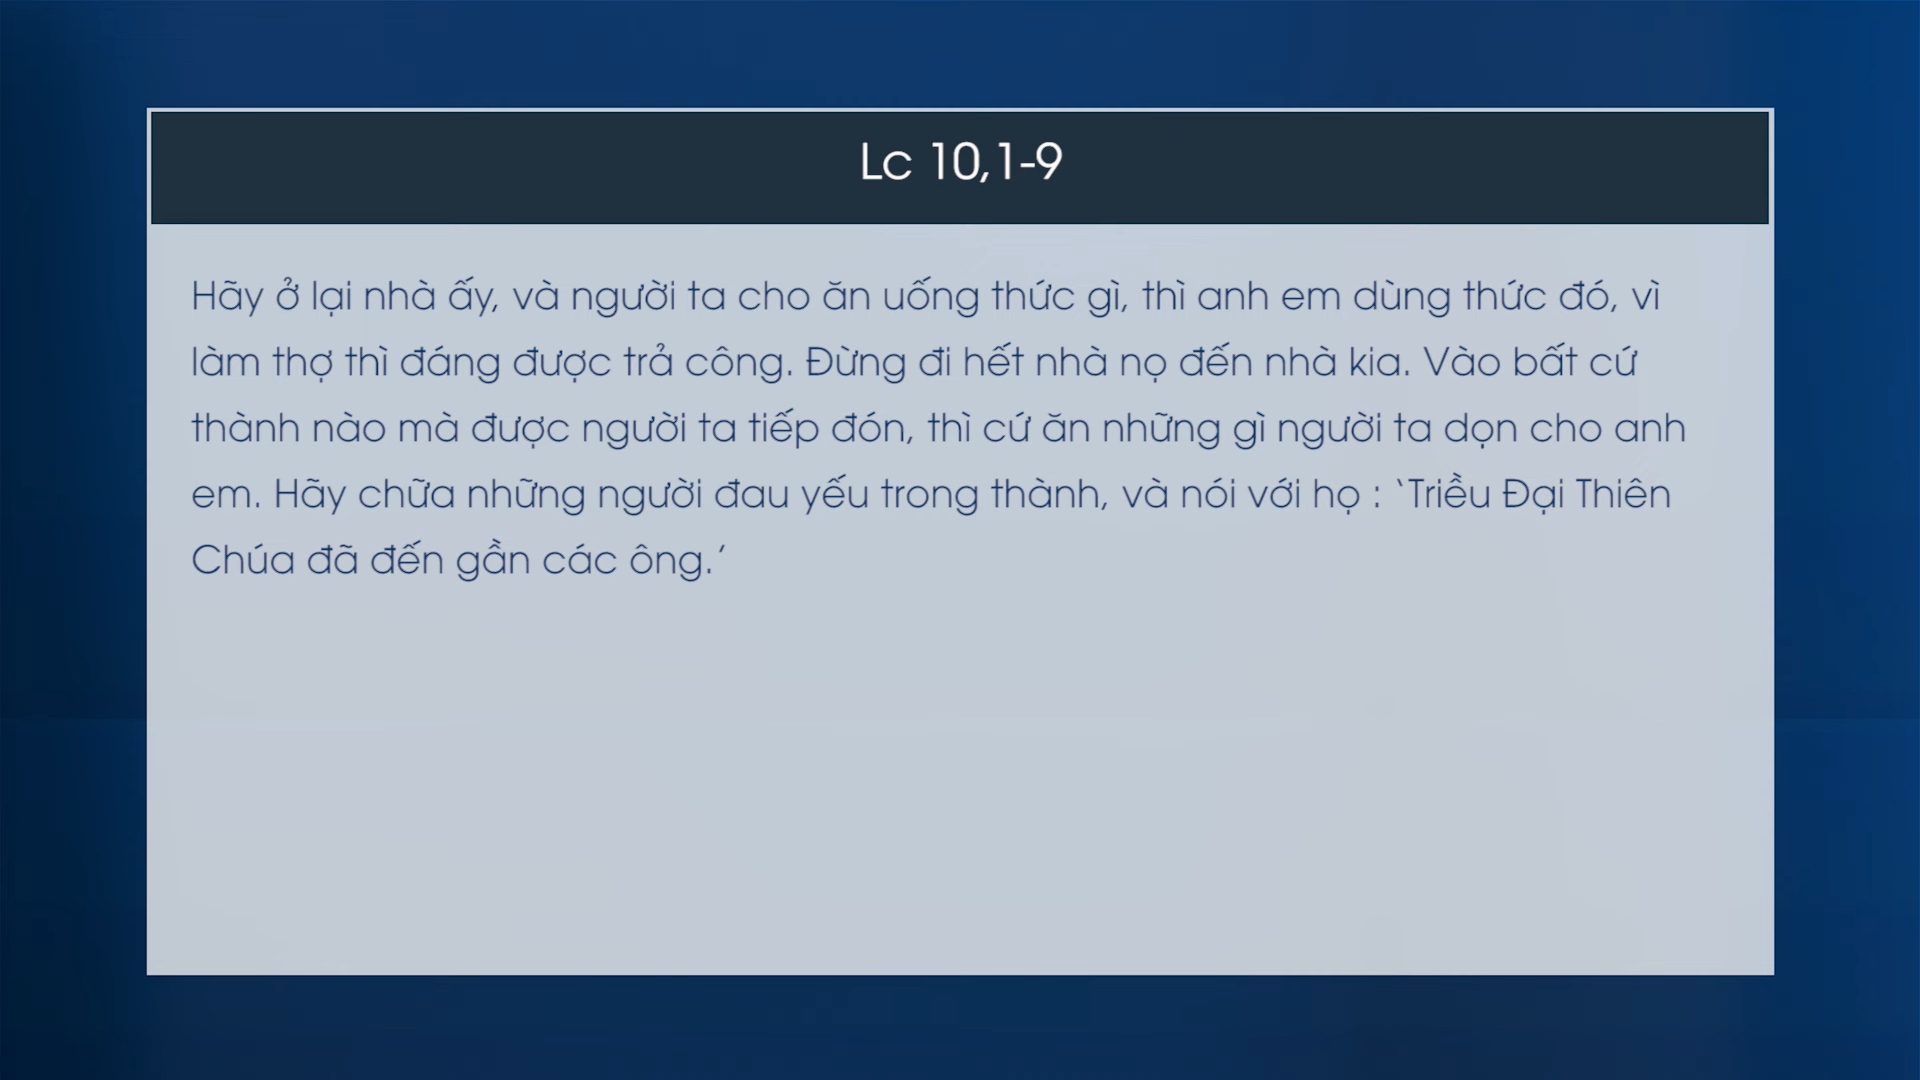 Lc 10,1-9
Hãy ở lại nhà ấy, và người ta cho ăn uống thức gì, thì anh em dùng thức đó, vì
làm thợ thì đáng được trả công. Đừng đi hết nhà nọ đến nhà kia. Vào bất cứ
thành nào mà được người ta tiếp đón, thì cứ ăn những gì người ta dọn cho anh
em. Hãy chữa những người đau yếu trong thành, và nói với họ : ‘Triều Đại Thiên
Chúa đã đến gần các ông.’